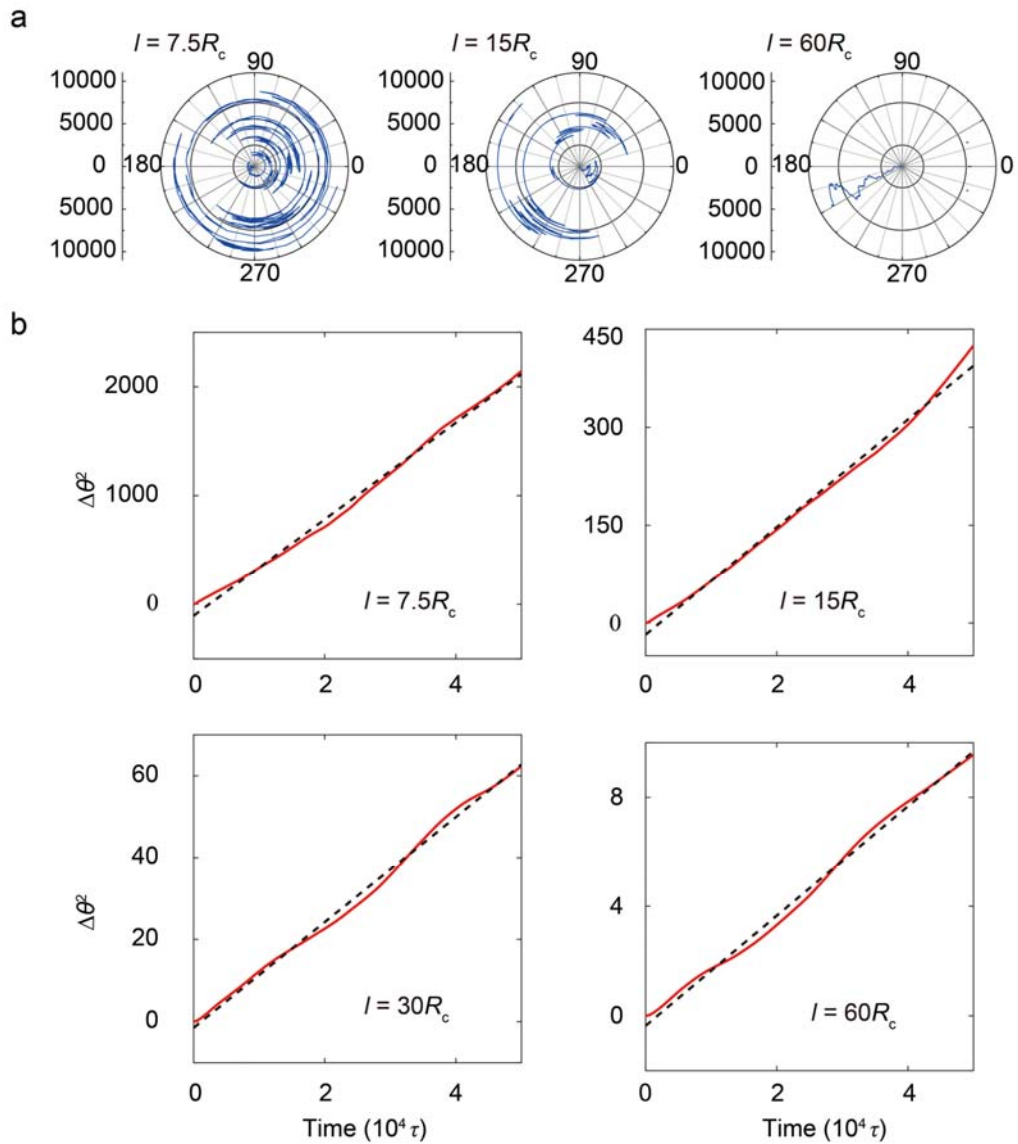 a
l = 7.5Rc
l = 15Rc
l = 60Rc
10000
5000
0
5000
10000
90
180
0
270
10000
5000
0
5000
10000
90
180
0
270
10000
5000
0
5000
10000
90
180
0
270
b
Δθ²
2000
1000
0
l = 7.5Rc
0 2 4
450
300
150
0
l = 15Rc
0 2 4
Δθ²
60
40
20
0
l = 30Rc
0 2 4
Time (10⁴ τ)
8
4
0
l = 60Rc
0 2 4
Time (10⁴ τ)